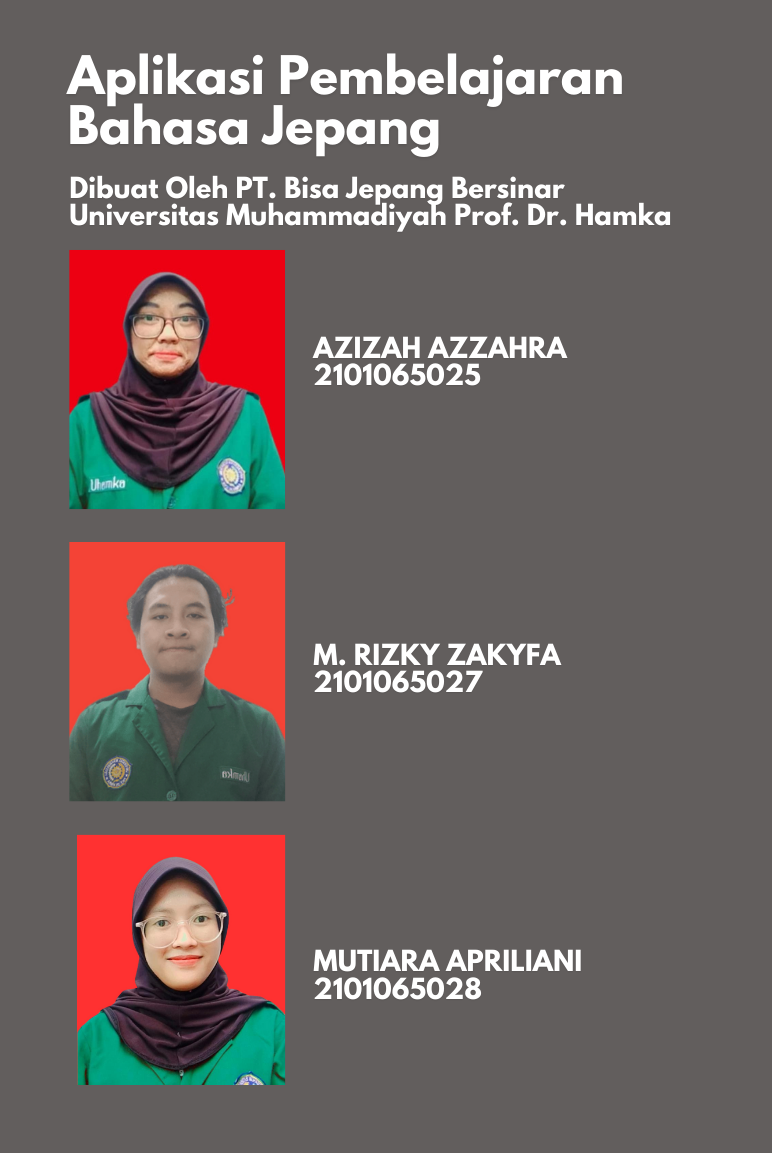 Aplikasi Pembelajaran
Bahasa Jepang
Dibuat Oleh PT. Bisa Jepang Bersinar
Universitas Muhammadiyah Prof. Dr. Hamka
AZIZAH AZZAHRA
2101065025
Uhamka
M. RIZKY ZAKYFA
2101065027
Uhamka
MUTIARA APRILIANI
2101065028